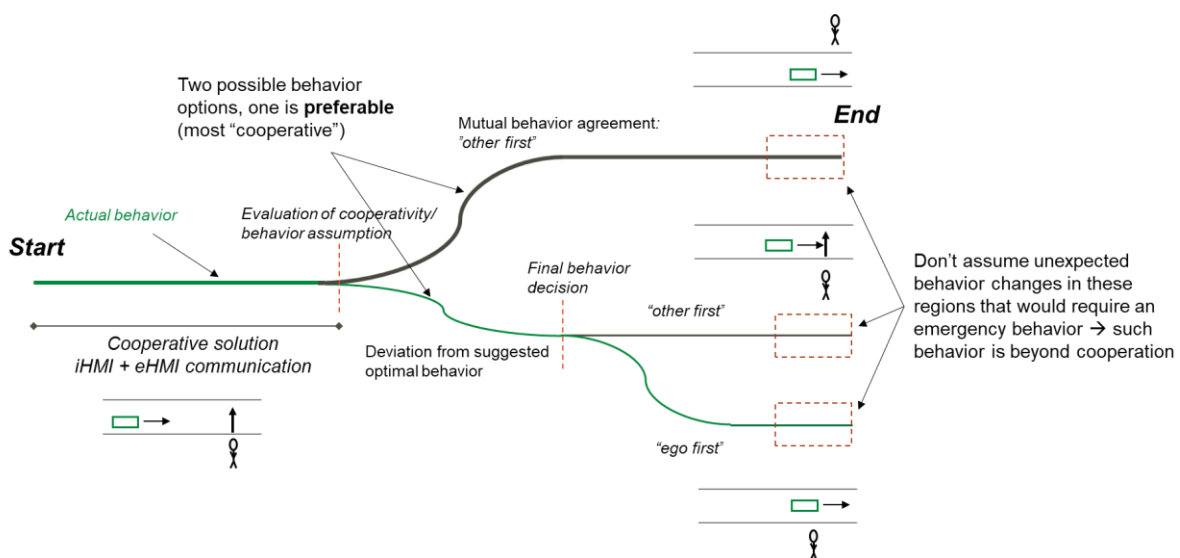 Two possible behavior
options, one is preferable
(most “cooperative”)
End
Mutual behavior agreement:
”other first”
Actual behavior
Evaluation of cooperativity/
behavior assumption
Start
Final behavior
decision
“other first”
Don’t assume unexpected
behavior changes in these
regions that would require an
emergency behavior → such
behavior is beyond cooperation
Cooperative solution
iHMI + eHMI communication
Deviation from suggested
optimal behavior
“ego first”